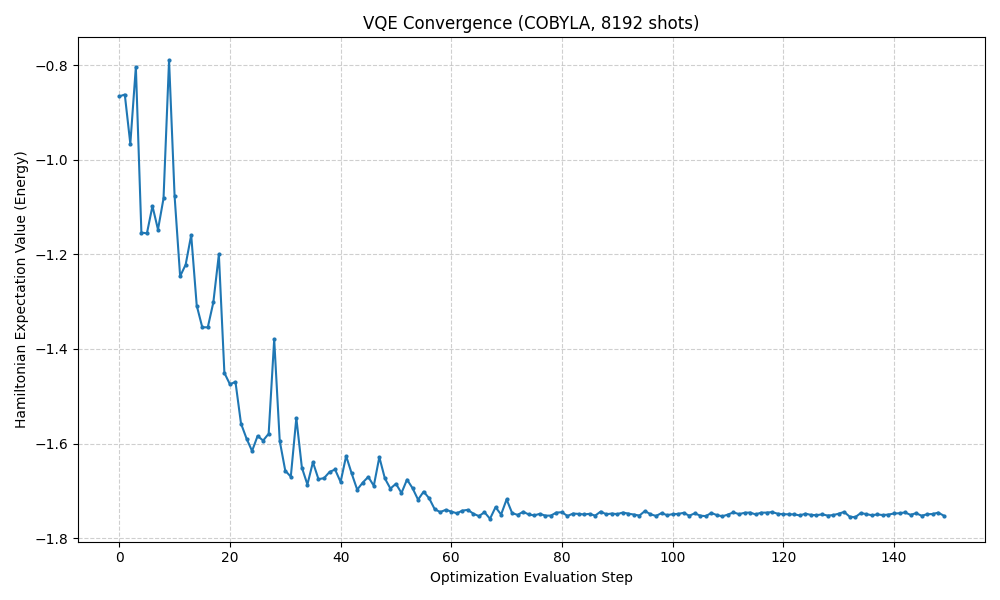 VQE Convergence (COBYLA, 8192 shots)
Hamiltonian Expectation Value (Energy)
−0.8
−1.0
−1.2
−1.4
−1.6
−1.8
0 20 40 60 80 100 120 140
Optimization Evaluation Step